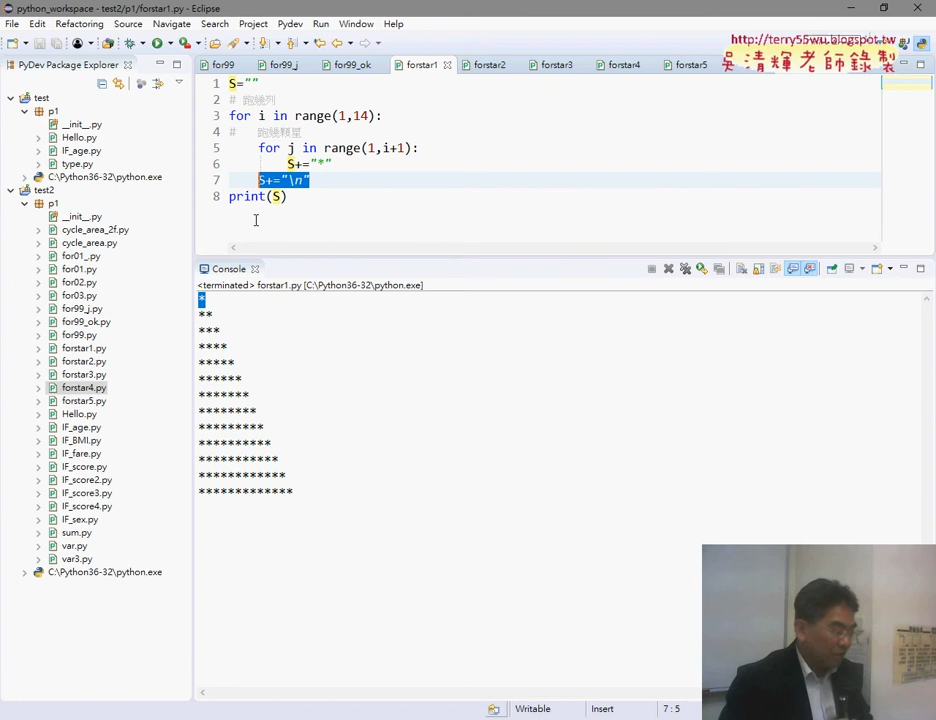 python_workspace - test2/p1/forstar1.py - Eclipse
File Edit Refactoring Source Navigate Search Project Pydev Run Window Help
http://terry55wu.blogspot.tw
吳清輝老師錄製
PyDev Package Explorer
for99
for99_j
for99_ok
forstar1
forstar2
forstar3
forstar4
forstar5
test
p1
__init__.py
Hello.py
IF_age.py
type.py
C:\Python36-32\python.exe
test2
p1
__init__.py
cycle_area_2f.py
cycle_area.py
for01_.py
for01.py
for02.py
for03.py
for99_j.py
for99_ok.py
for99.py
forstar1.py
forstar2.py
forstar3.py
forstar4.py
forstar5.py
Hello.py
IF_age.py
IF_BMI.py
IF_fare.py
IF_score.py
IF_score2.py
IF_score3.py
IF_score4.py
IF_sex.py
sum.py
var.py
var3.py
C:\Python36-32\python.exe
1 S=""
2 # 跑幾列
3 for i in range(1,14):
4 # 跑幾顆星
5 for j in range(1,i+1):
6 S+="*"
7 S+="\n"
8 print(S)
Console
<terminated> forstar1.py [C:\Python36-32\python.exe]
*
**
***
****
*****
******
*******
********
*********
**********
***********
************
*************
Writable Insert 7 : 5